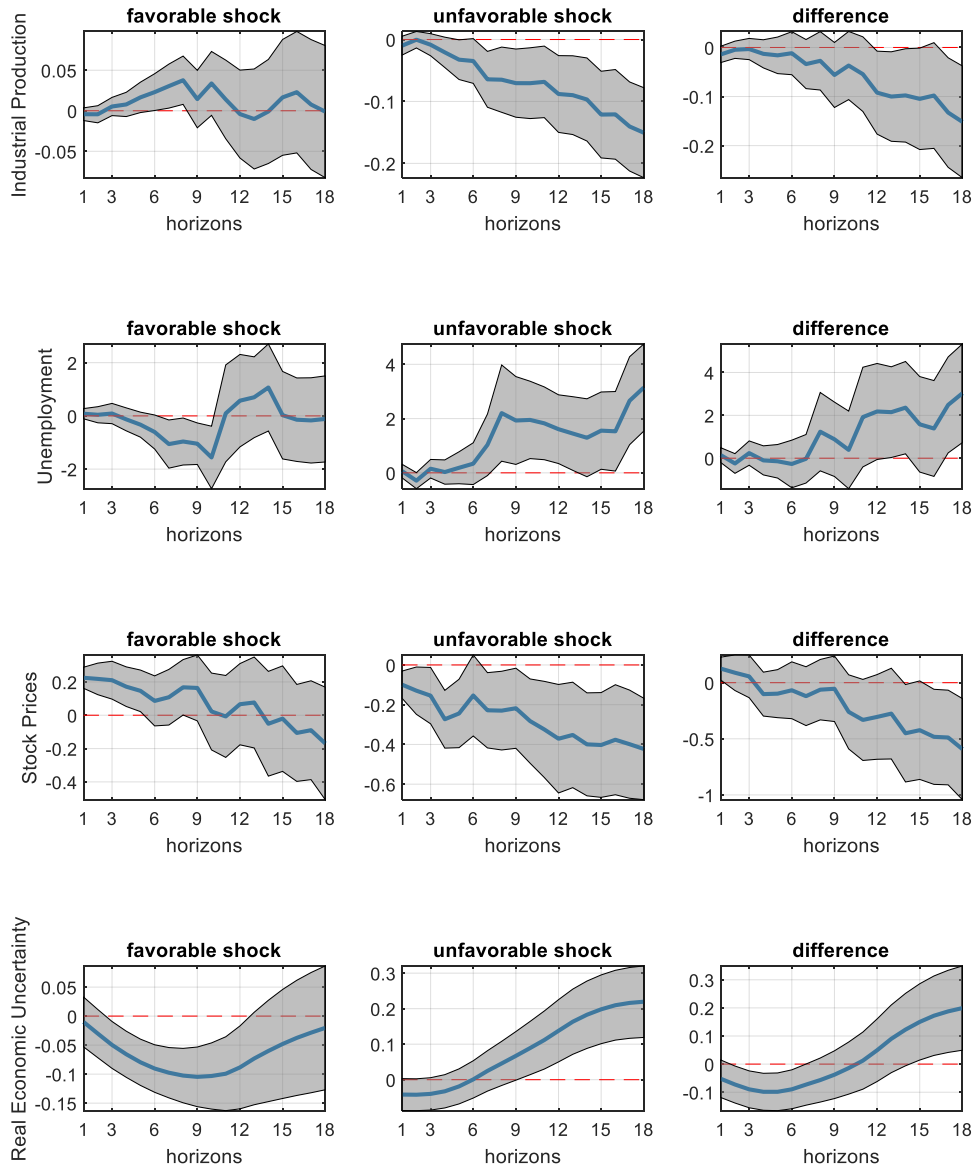 favorable shock unfavorable shock difference
Industrial Production
0.05 0 -0.05
0 -0.1 -0.2
0 -0.1 -0.2
1 3 6 9 12 15 18 1 3 6 9 12 15 18 1 3 6 9 12 15 18
horizons horizons horizons
favorable shock unfavorable shock difference
Unemployment
2 0 -2
4 2 0
4 2 0
1 3 6 9 12 15 18 1 3 6 9 12 15 18 1 3 6 9 12 15 18
horizons horizons horizons
favorable shock unfavorable shock difference
Stock Prices
0.2 0 -0.2 -0.4
0 -0.2 -0.4 -0.6
0 -0.5 -1
1 3 6 9 12 15 18 1 3 6 9 12 15 18 1 3 6 9 12 15 18
horizons horizons horizons
favorable shock unfavorable shock difference
Real Economic Uncertainty
0.05 0 -0.05 -0.1 -0.15
0.3 0.2 0.1 0
0.3 0.2 0.1 0 -0.1
1 3 6 9 12 15 18 1 3 6 9 12 15 18 1 3 6 9 12 15 18
horizons horizons horizons